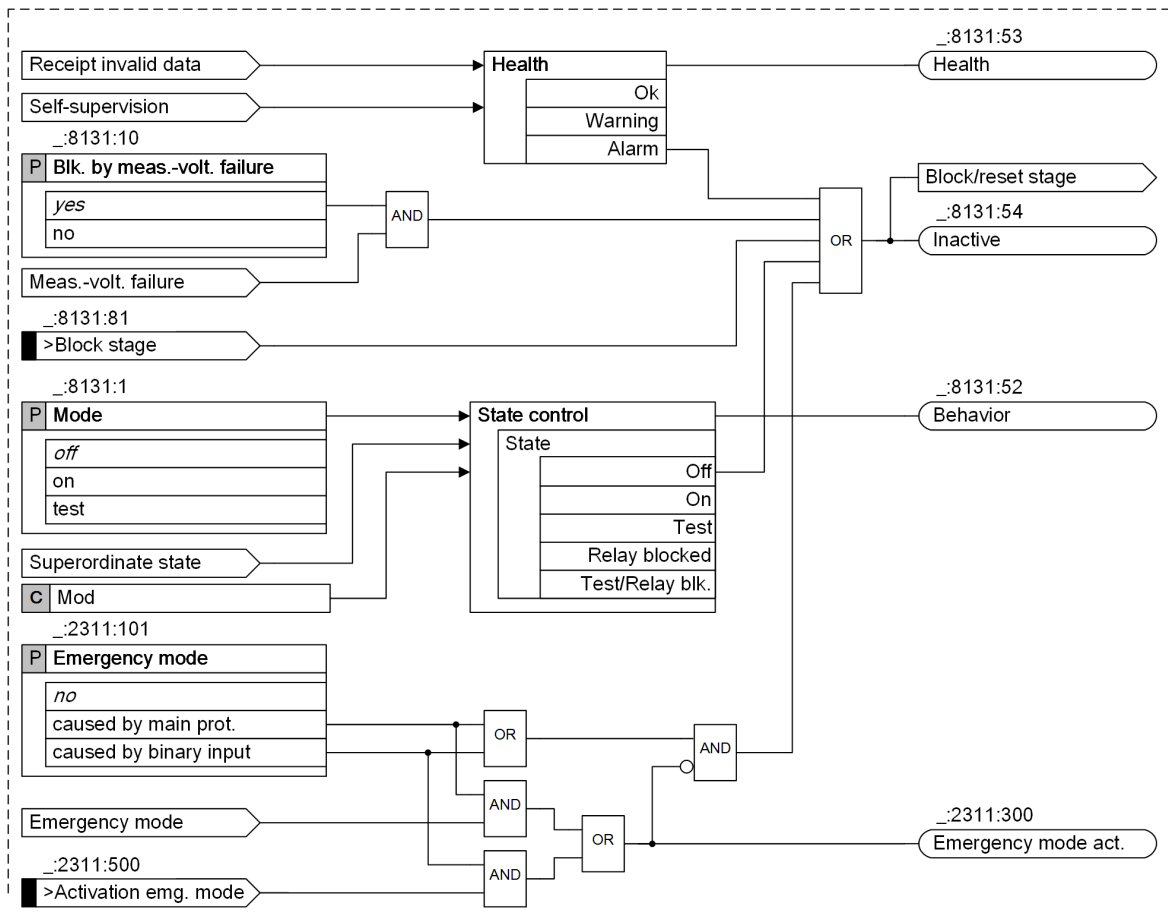 _:8131:53
Receipt invalid data
Health
Health
Ok
Self-supervision
Warning
_:8131:10
Alarm
P Blk. by meas.-volt. failure
Block/reset stage
yes
AND
_:8131:54
no
OR
Inactive
Meas.-volt. failure
_:8131:81
>Block stage
_:8131:1
_:8131:52
P Mode
State control
Behavior
off
State
on
Off
test
On
Test
Superordinate state
Relay blocked
C Mod
Test/Relay blk.
_:2311:101
P Emergency mode
no
caused by main prot.
OR
caused by binary input
AND
AND
_:2311:300
Emergency mode
OR
Emergency mode act.
_:2311:500
AND
>Activation emg. mode